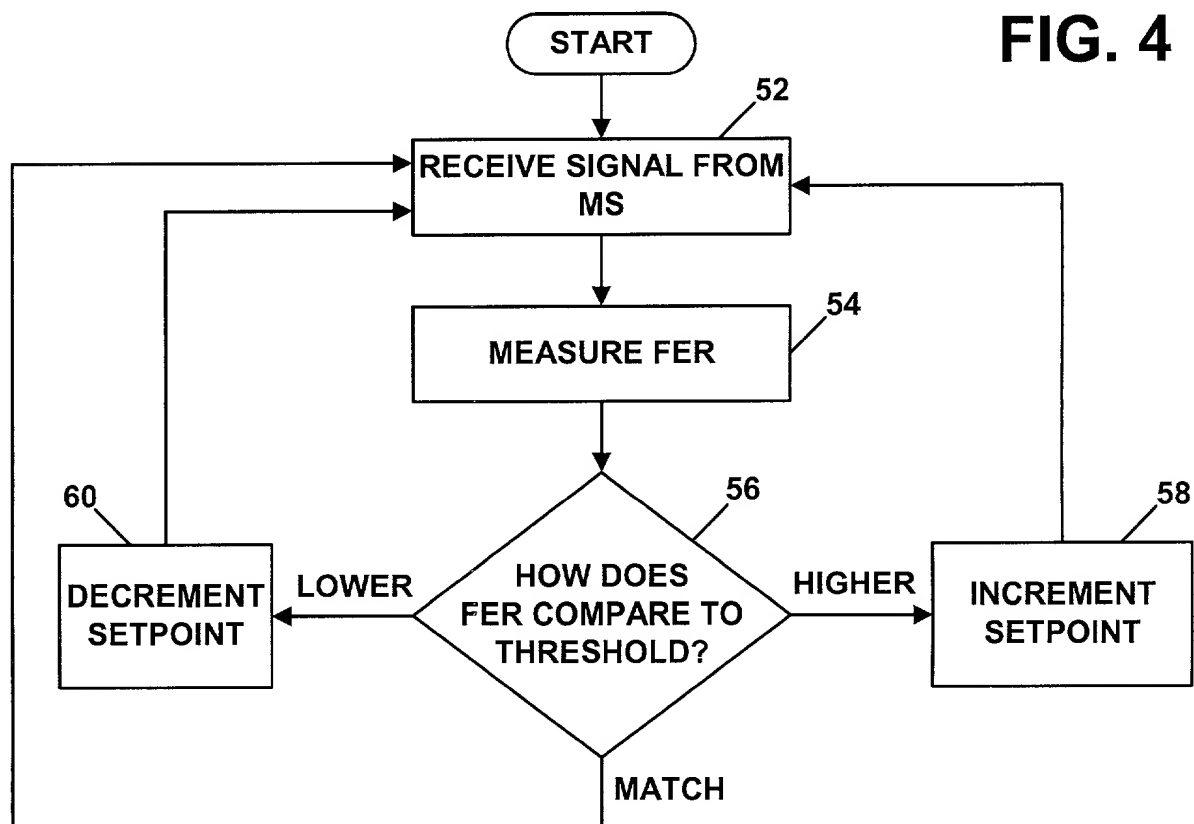 FIG. 4
START
52
RECEIVE SIGNAL FROM
MS
54
MEASURE FER
56
HOW DOES
FER COMPARE TO
THRESHOLD?
LOWER
HIGHER
60
DECREMENT
SETPOINT
58
INCREMENT
SETPOINT
MATCH